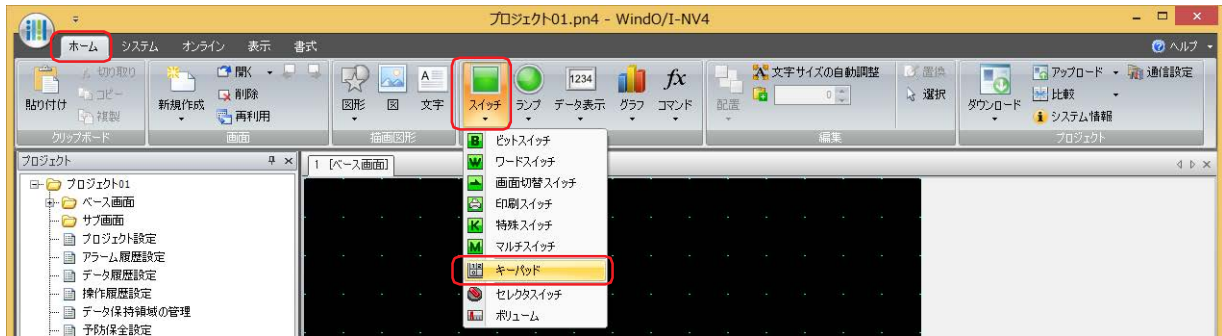 プロジェクト01.pn4 - WindO/I-NV4
ホーム システム オンライン 表示 書式 ヘルプ
貼り付け 切り取り コピー 複製 新規作成 開く 削除 再利用 図形 図 A 文字 スイッチ ランプ 1234 データ表示 グラフ fx コマンド 配置 文字サイズの自動調整 0 置換 選択 ダウンロード アップロード 比較 システム情報 通信設定
クリップボード 画面 描画図形 編集 プロジェクト
プロジェクト
1 [ベース画面]
プロジェクト01
ベース画面
サブ画面
プロジェクト設定
アラーム履歴設定
データ履歴設定
操作履歴設定
データ保持領域の管理
予防保全設定
B ビットスイッチ
W ワードスイッチ
画面切替スイッチ
印刷スイッチ
K 特殊スイッチ
M マルチスイッチ
キーパッド
セレクタスイッチ
ボリューム